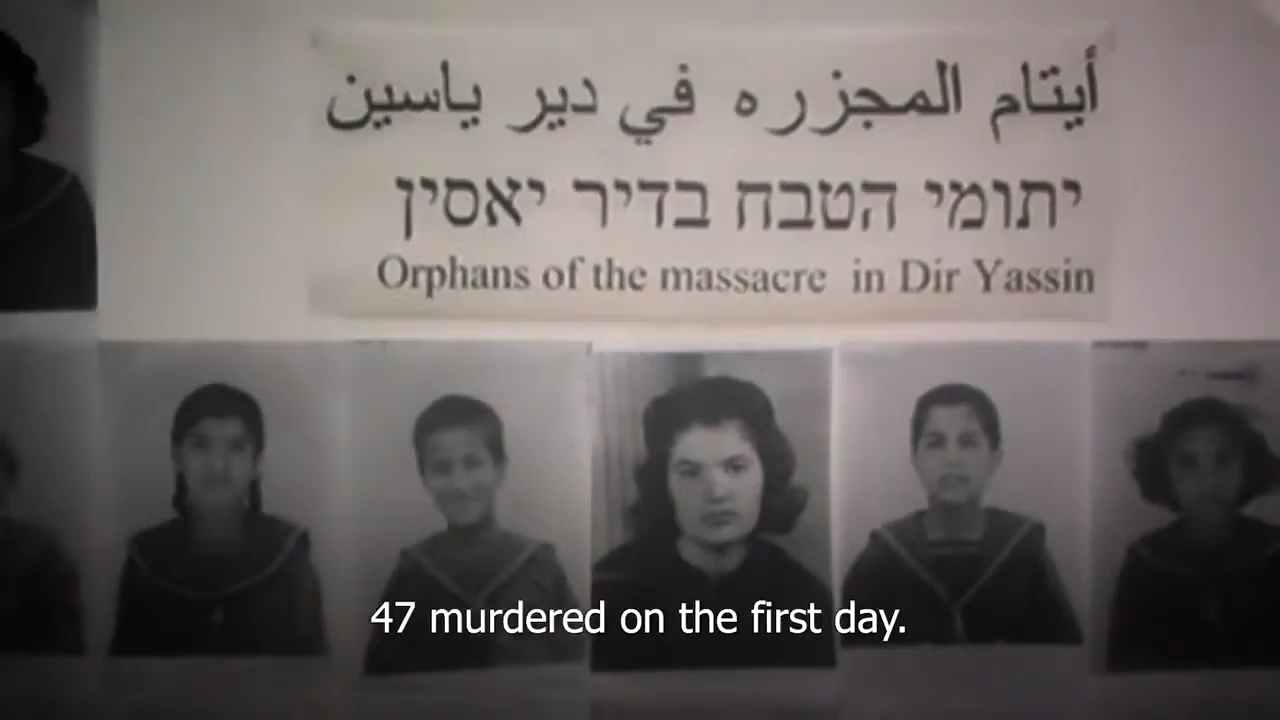 أيتام المجزره في دير ياسين
יתומי הטבח בדיר יאסין
Orphans of the massacre in Dir Yassin
47 murdered on the first day.